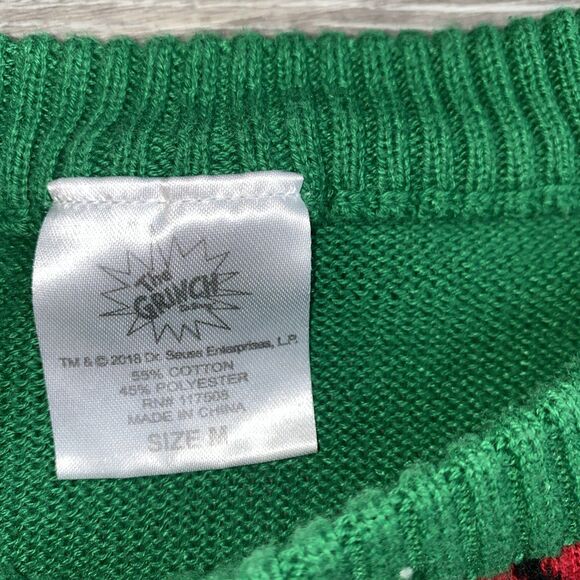 The
GRINCH
TM & © 2018 Dr. Seuss Enterprises, L.P.
55% COTTON
45% POLYESTER
RN# 117505
MADE IN CHINA
SIZE M